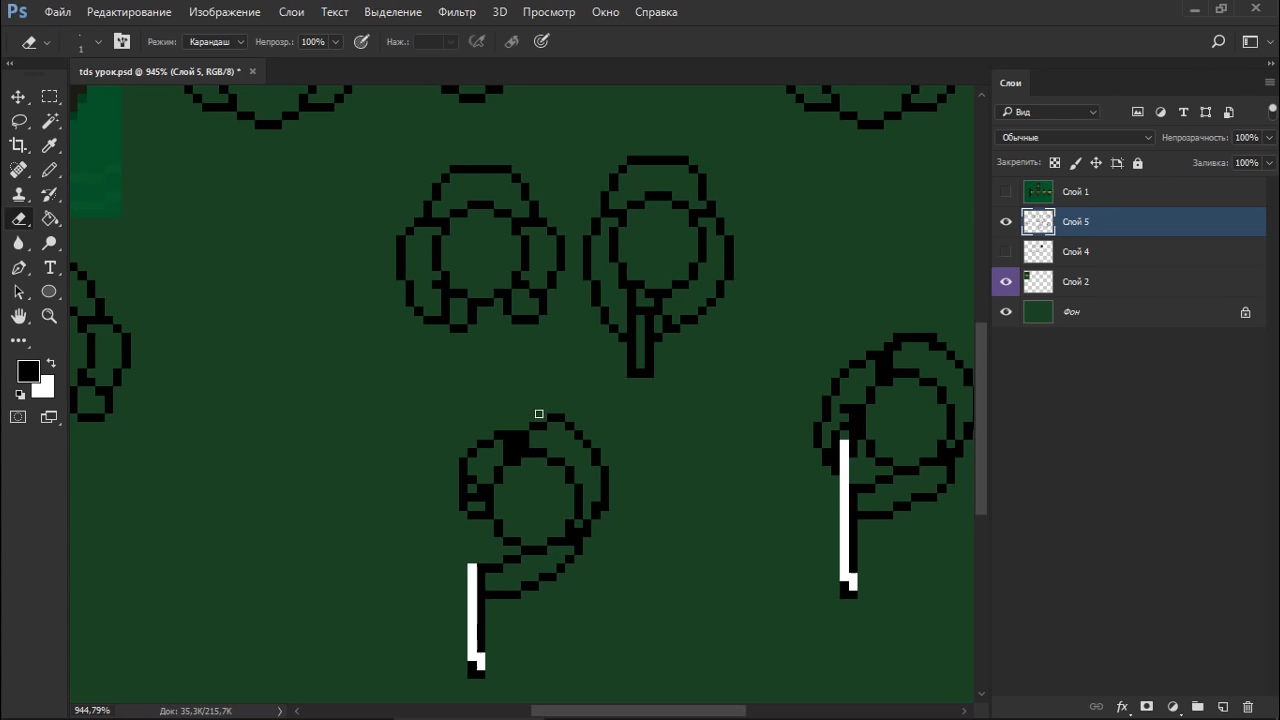 Ps Файл Редактирование Изображение Слои Текст Выделение Фильтр 3D Просмотр Окно Справка
1 Режим: Карандаш Непрозр.: 100% Наж.:
tds урок.psd @ 945% (Слой 5, RGB/8) *
Слои
Вид
Обычные Непрозрачность: 100%
Закрепить: Заливка: 100%
Слой 1
Слой 5
Слой 4
Слой 2
Фон
944,79% Док: 35,3K/215,7K